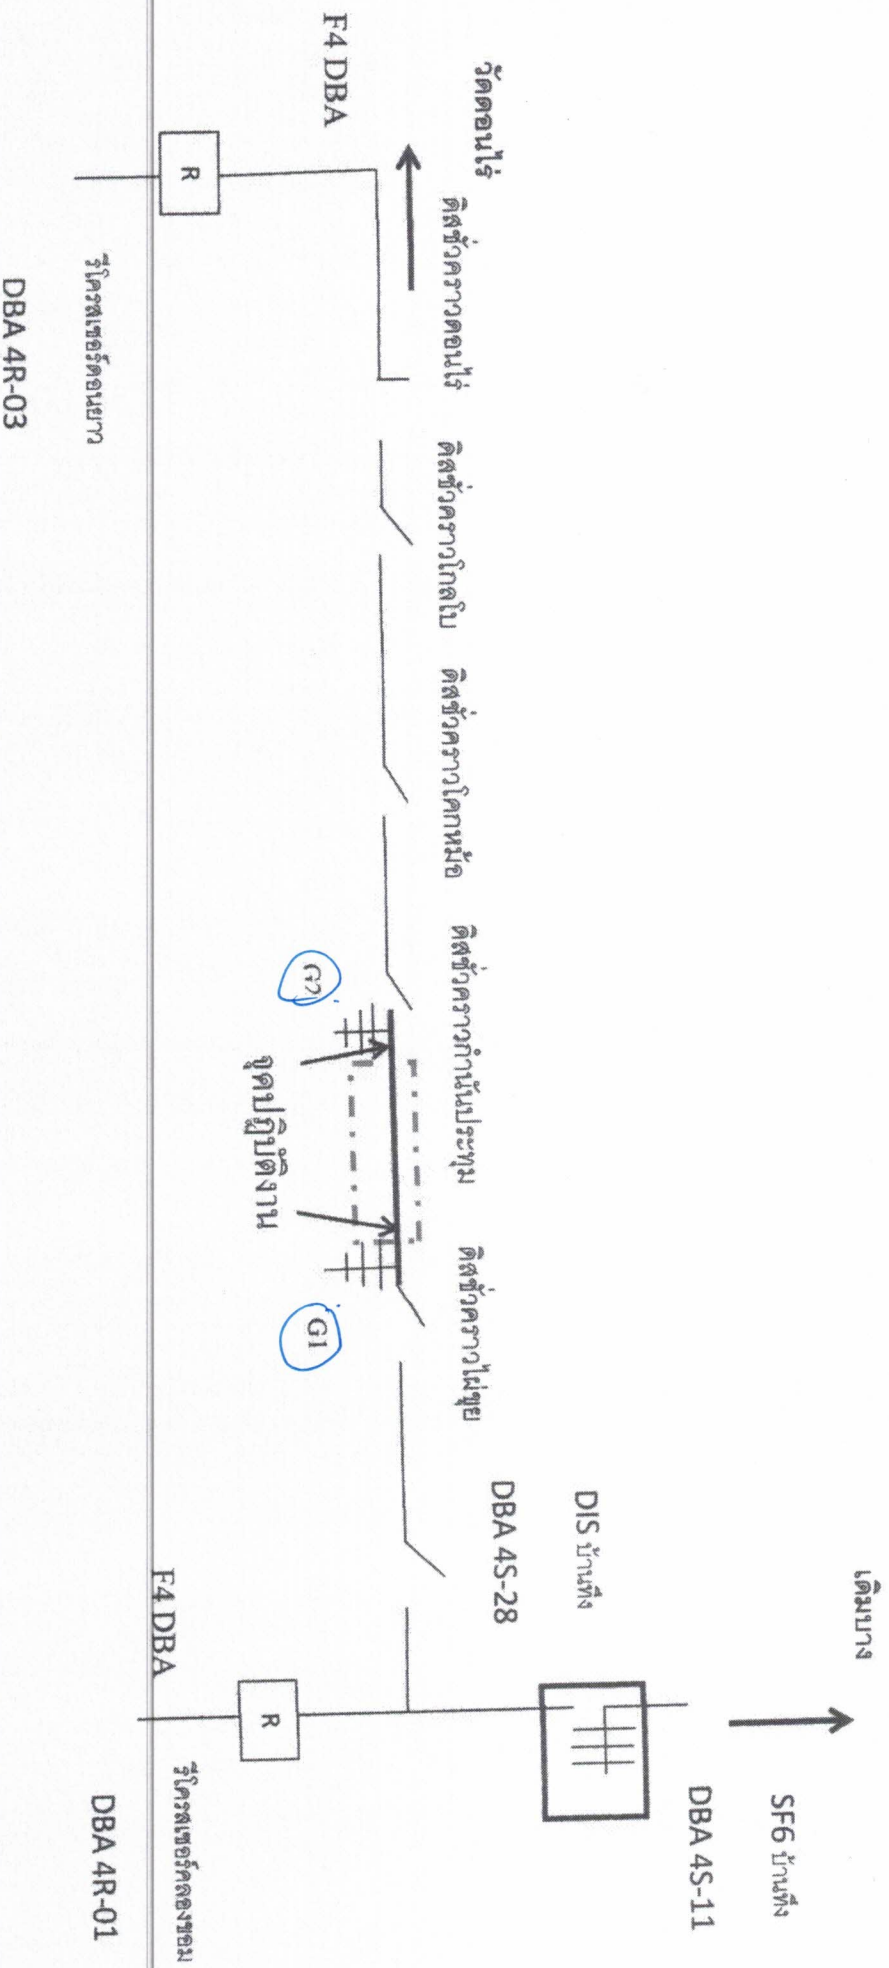 เดิมบาง
SF6 บ้านทึง
DBA 4S-11
DIS บ้านทึง
DBA 4S-28
วัดดอนไร่
ดิสชั่วคราวดอนไร่
ดิสชั่วคราวโกลโบ
ดิสชั่วคราวโคกหม้อ
ดิสชั่วคราวกำนันประทุม
ดิสชั่วคราวไผ่ขุย
F4 DBA
G2
G1
จุดปฏิบัติงาน
R
R
F4 DBA
รีโครสเซอร์ดอนยาว
DBA 4R-03
รีโครสเซอร์คลองขอม
DBA 4R-01